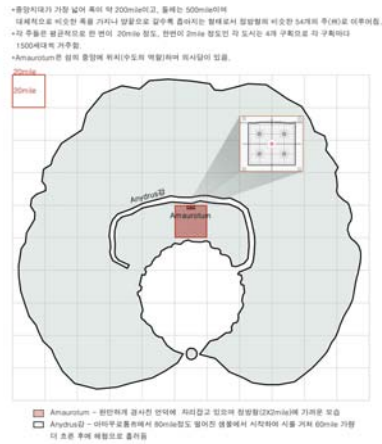 •중앙지대가 가장 넓어 폭이 약 200mile이고, 둘레는 500mile이며
대체적으로 비슷한 폭을 가지나 양끝으로 갈수록 좁아지는 형태로서 정방형의 비슷한 54개의 주(州)로 이루어짐.
•각 주들은 평균적으로 한 변이 20mile 정도, 한변이 2mile 정도인 각 도시는 4개 구획으로 각 구획마다
1500세대씩 거주함.
•Amaurotum은 섬의 중앙에 위치(수도의 역할)하며 의사당이 있음.
20mile
20mile
Anydrus강
Amaurotum
Amaurotum - 완만하게 경사진 언덕에 자리잡고 있으며 정방형(2X2mile)에 가까운 모습
Anydrus강 - 아마우로툼위에서 80mile정도 떨어진 샘물에서 시작하여 시를 거쳐 60mile 가량
더 흐른 후에 해협으로 흘러듬